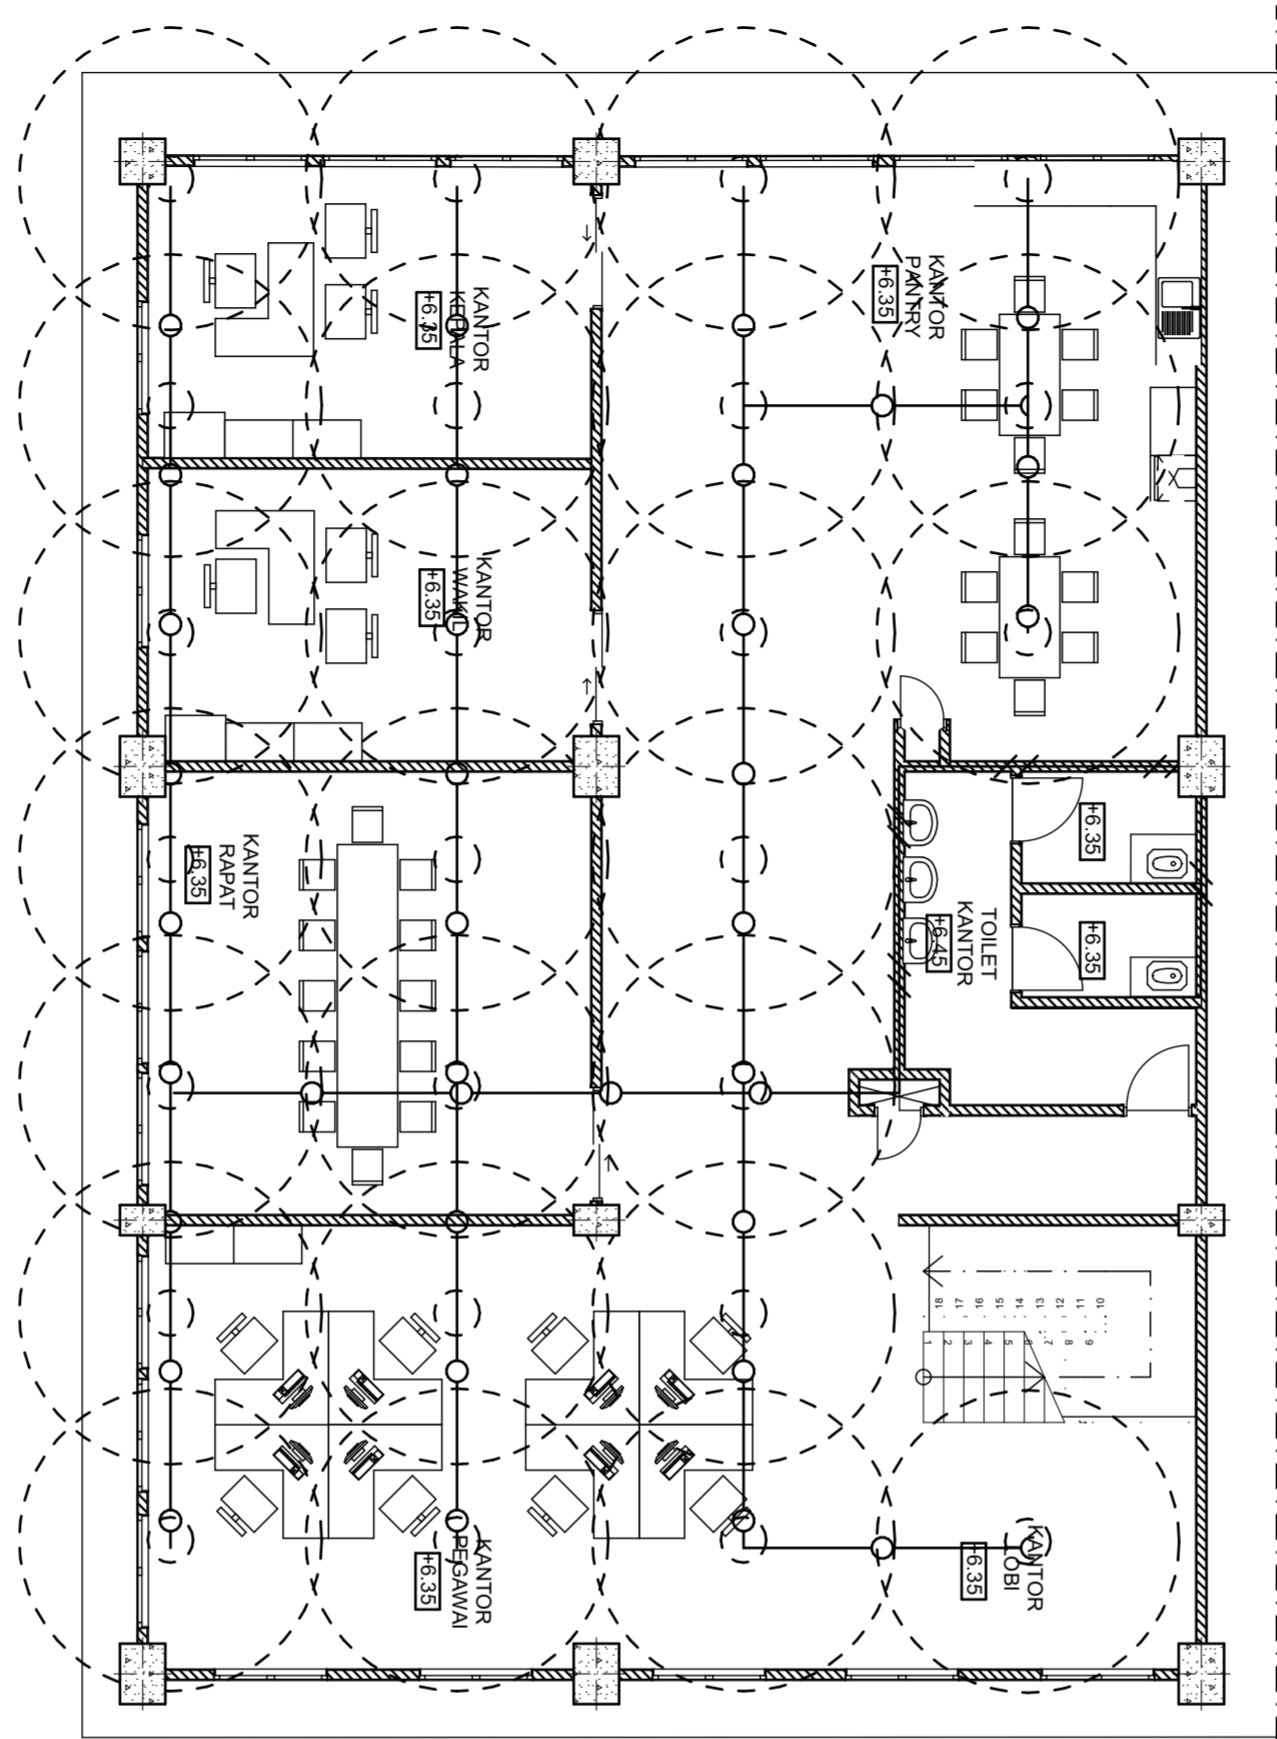 KANTOR
PANTRY
+6.35
KANTOR
KEPALA
+6.35
KANTOR
WAKIL
+6.35
KANTOR
RAPAT
+6.35
TOILET
KANTOR
+6.45
+6.35
+6.35
18
17
16
15
14
13
12
11
10
1
2
3
4
5
6
7
8
9
KANTOR
PEGAWAI
+6.35
KANTOR
LOBI
+6.35